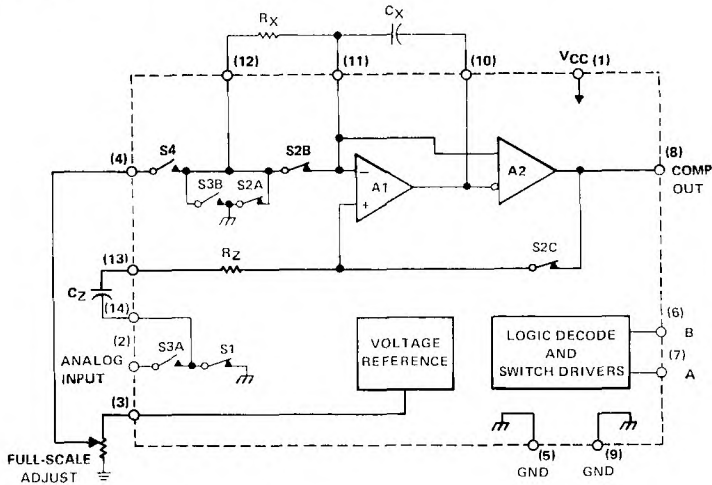 RX
CX
(12)
(11)
(10)
VCC (1)
(4)
S4
S2B
(8)
COMP
OUT
S3B
S2A
−
A1
+
A2
(13)
RZ
S2C
CZ
(14)
(2)
ANALOG
INPUT
S3A
S1
VOLTAGE
REFERENCE
LOGIC DECODE
AND
SWITCH DRIVERS
(6)
B
(7)
A
(3)
FULL-SCALE
ADJUST
(5)
GND
(9)
GND